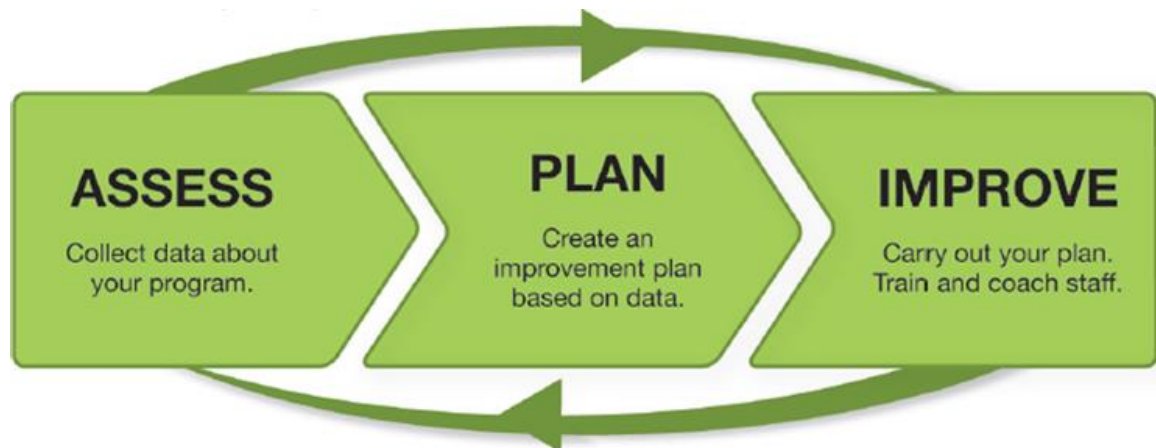 ASSESS
Collect data about
your program.
PLAN
Create an
improvement plan
based on data.
IMPROVE
Carry out your plan.
Train and coach staff.